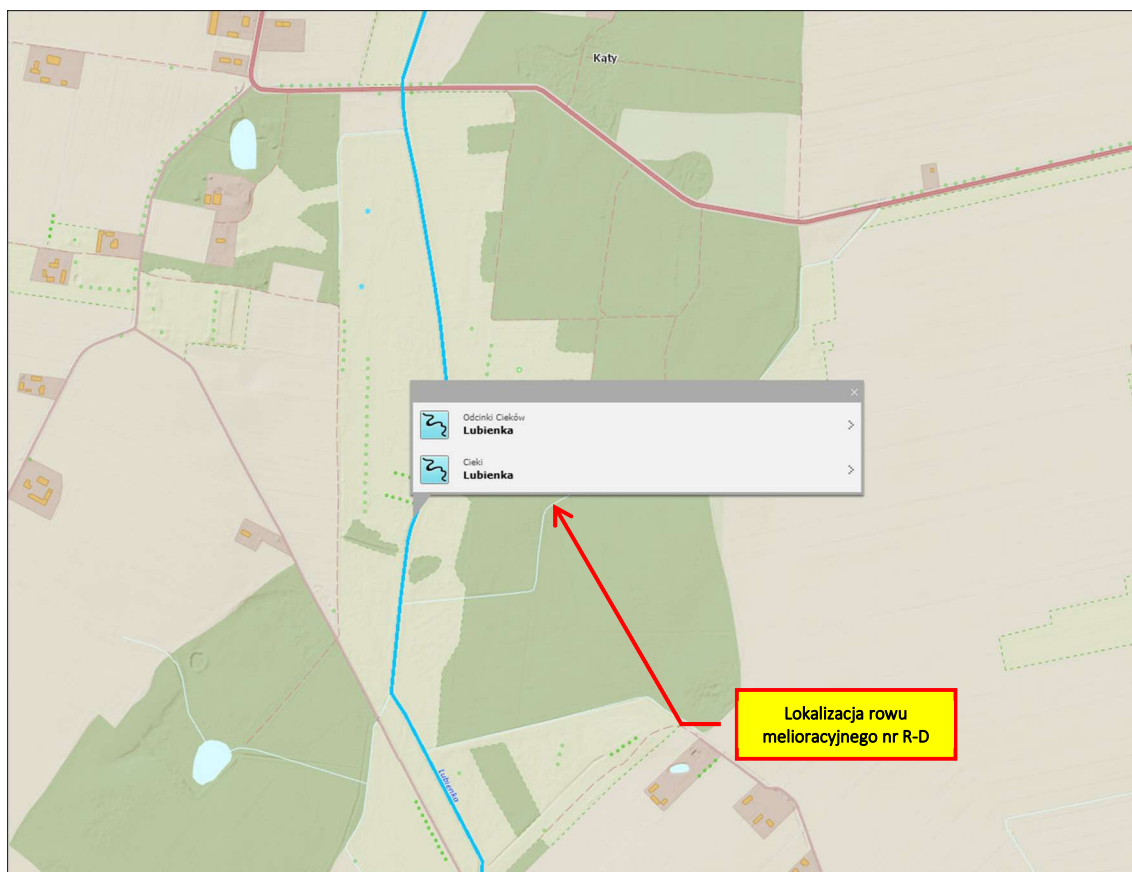 Kąty
Odcinki Cieków
Lubienka
Cieki
Lubienka
Lokalizacja rowu
melioracyjnego nr R-D
Lubienka